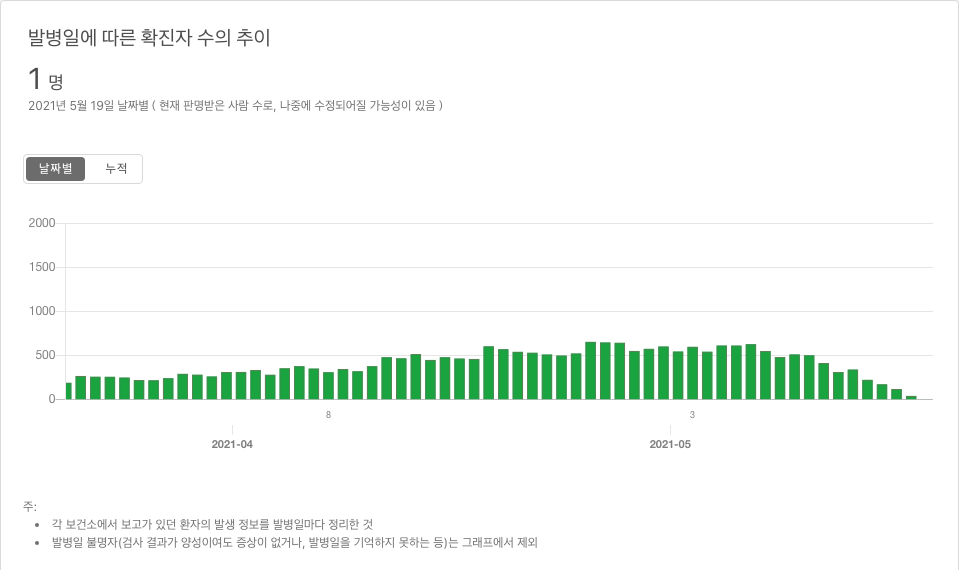 발병일에 따른 확진자 수의 추이
1 명
2021년 5월 19일 날짜별 ( 현재 판명받은 사람 수로, 나중에 수정되어질 가능성이 있음 )
날짜별 누적
2000
1500
1000
500
0
8 3
2021-04 2021-05
주:
• 각 보건소에서 보고가 있던 환자의 발생 정보를 발병일마다 정리한 것
• 발병일 불명자(검사 결과가 양성이여도 증상이 없거나, 발병일을 기억하지 못하는 등)는 그래프에서 제외